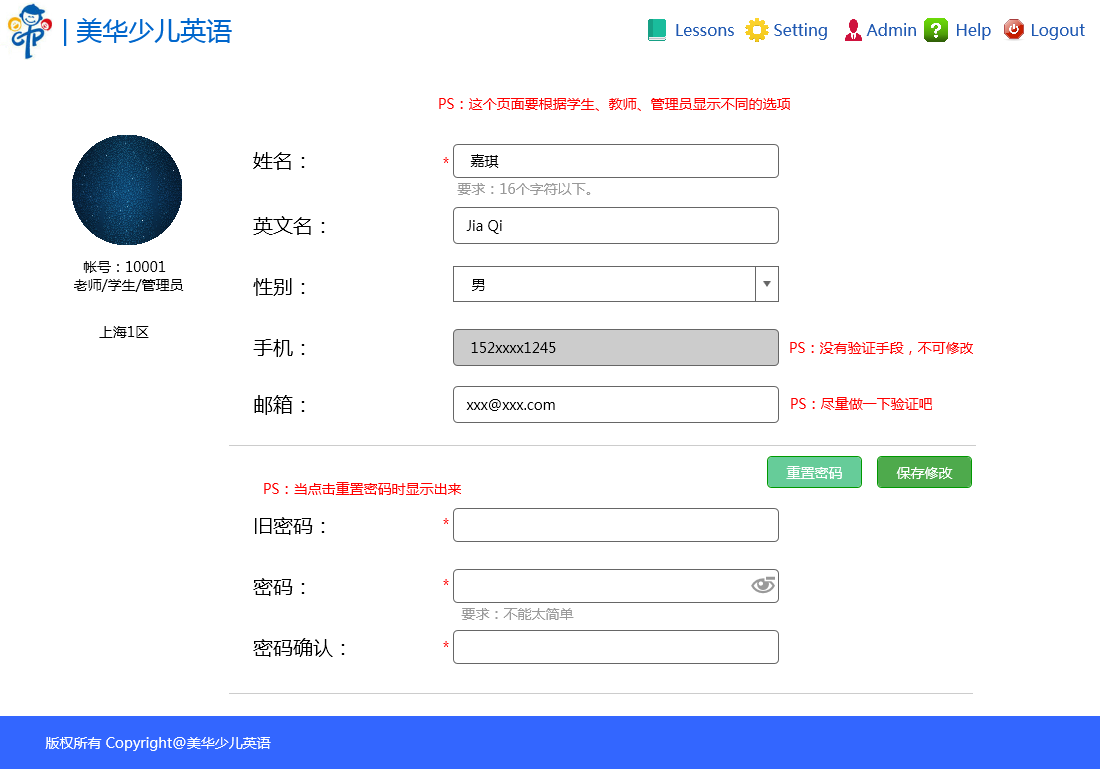 | 美华少儿英语
Lessons Setting Admin Help Logout
PS：这个页面要根据学生、教师、管理员显示不同的选项
姓名： * 嘉琪
要求：16个字符以下。
英文名： Jia Qi
帐号：10001
老师/学生/管理员
性别： 男
上海1区
手机： 152xxxx1245 PS：没有验证手段，不可修改
邮箱： xxx@xxx.com PS：尽量做一下验证吧
重置密码 保存修改
PS：当点击重置密码时显示出来
旧密码： *
密码： *
要求：不能太简单
密码确认： *
版权所有 Copyright@美华少儿英语